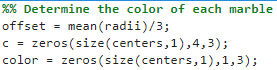 %% Determine the color of each marble
offset = mean(radii)/3;
c = zeros(size(centers,1),4,3);
color = zeros(size(centers,1),1,3);